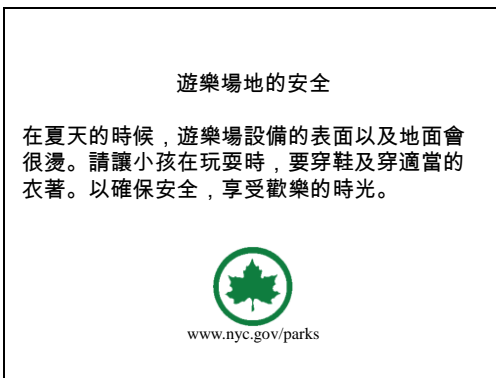 遊樂場地的安全
在夏天的時候，遊樂場設備的表面以及地面會
很燙。請讓小孩在玩耍時，要穿鞋及穿適當的
衣著。以確保安全，享受歡樂的時光。
www.nyc.gov/parks